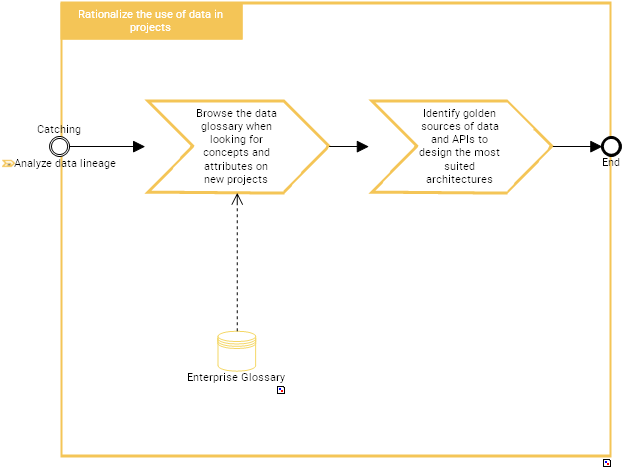 Rationalize the use of data in
projects
Catching
Analyze data lineage
Browse the data
glossary when
looking for
concepts and
attributes on
new projects
Identify golden
sources of data
and APIs to
design the most
suited
architectures
End
Enterprise Glossary